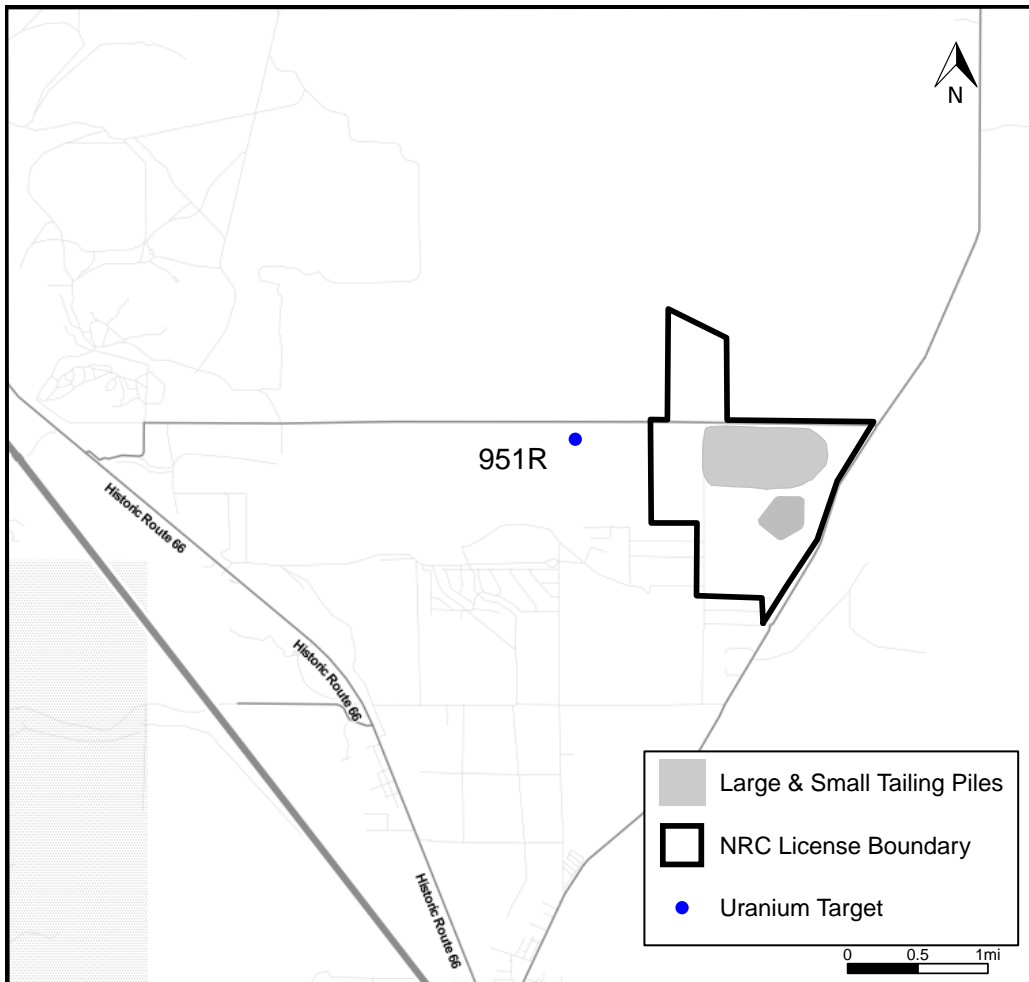 N
951R
Historic Route 66
Historic Route 66
Historic Route 66
Large & Small Tailing Piles
NRC License Boundary
Uranium Target
0 0.5 1mi